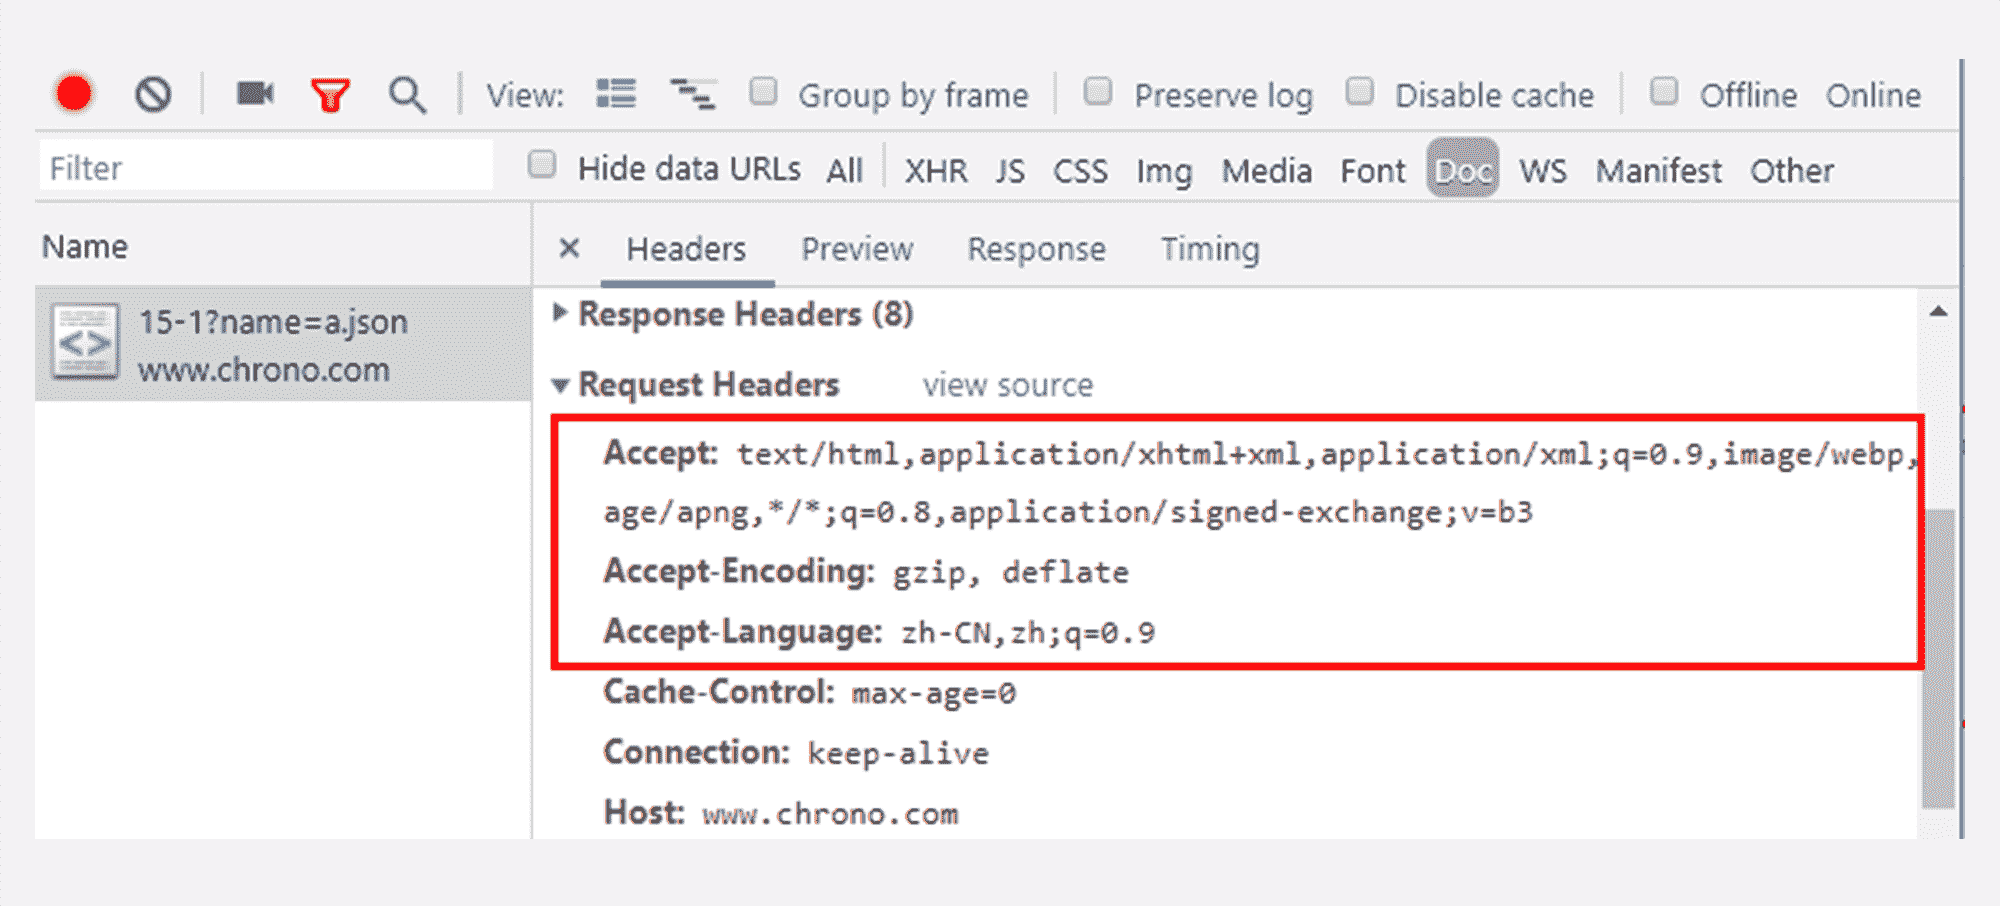 View: Group by frame Preserve log Disable cache Offline Online
Filter Hide data URLs All XHR JS CSS Img Media Font Doc WS Manifest Other
Name
15-1?name=a.json
www.chrono.com
× Headers Preview Response Timing
Response Headers (8)
Request Headers view source
Accept: text/html,application/xhtml+xml,application/xml;q=0.9,image/webp,
age/apng,*/*;q=0.8,application/signed-exchange;v=b3
Accept-Encoding: gzip, deflate
Accept-Language: zh-CN,zh;q=0.9
Cache-Control: max-age=0
Connection: keep-alive
Host: www.chrono.com